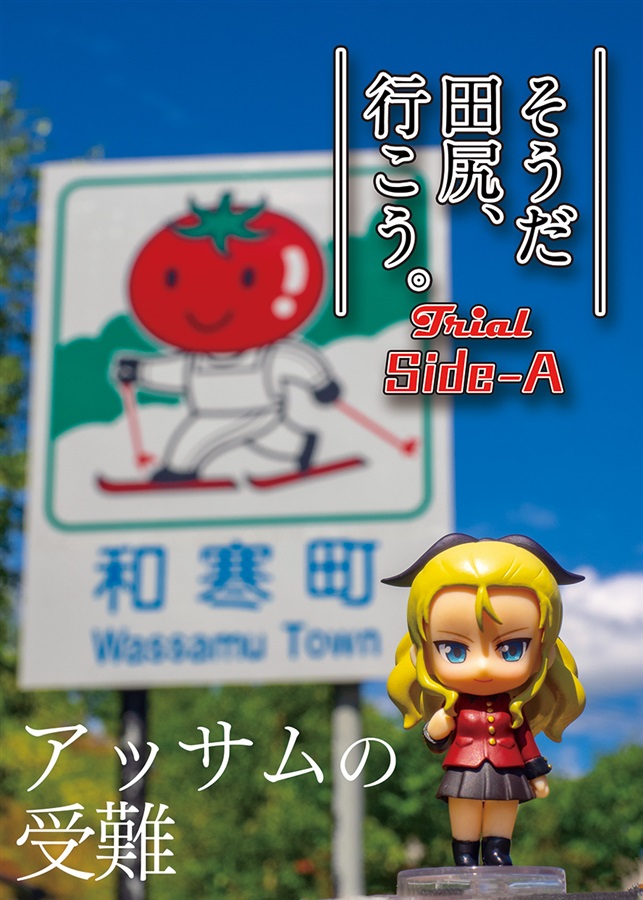 そうだ
田尻、
行こう。
Trial
Side-A
和寒町
Wassamu Town
アッサムの
受難